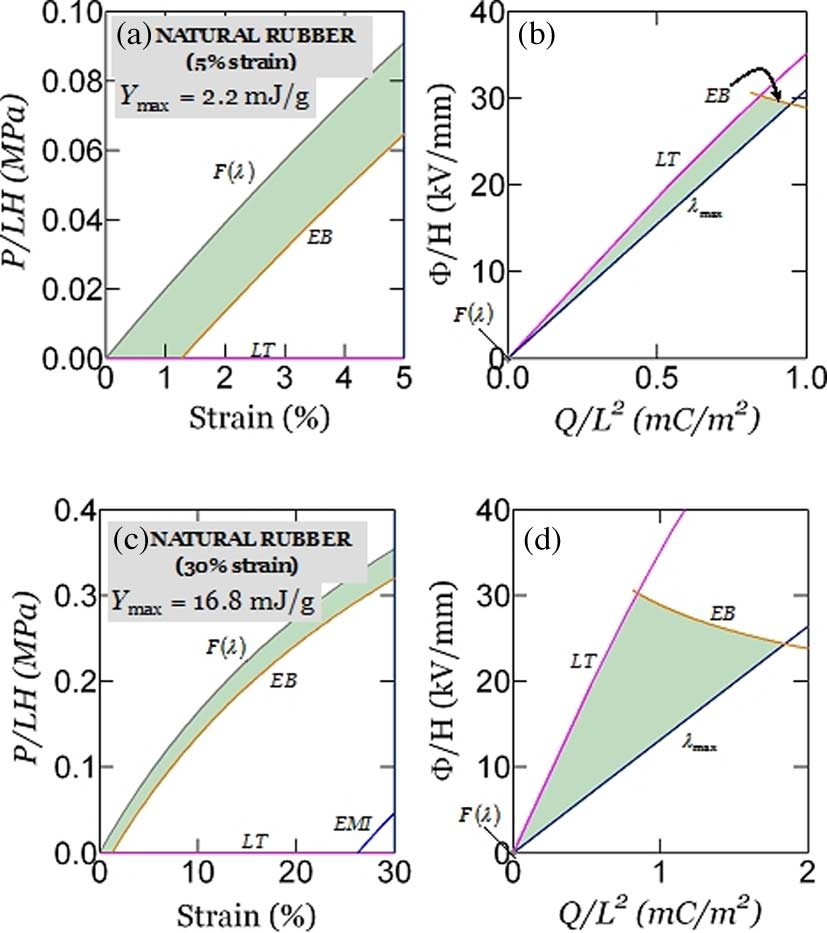 (a) NATURAL RUBBER
(5% strain)
Ymax = 2.2 mJ/g
P/LH (MPa)
0.10
0.08
0.06
0.04
0.02
0.00
F(λ)
EB
LT
0 1 2 3 4 5
Strain (%)
(b)
Φ/H (kV/mm)
40
30
20
10
0
EB
LT
λmax
F(λ)
0.0 0.5 1.0
Q/L² (mC/m²)
(c) NATURAL RUBBER
(30% strain)
Ymax = 16.8 mJ/g
P/LH (MPa)
0.4
0.3
0.2
0.1
0.0
F(λ)
EB
EMI
LT
0 10 20 30
Strain (%)
(d)
Φ/H (kV/mm)
40
30
20
10
0
EB
LT
λmax
F(λ)
0 1 2
Q/L² (mC/m²)